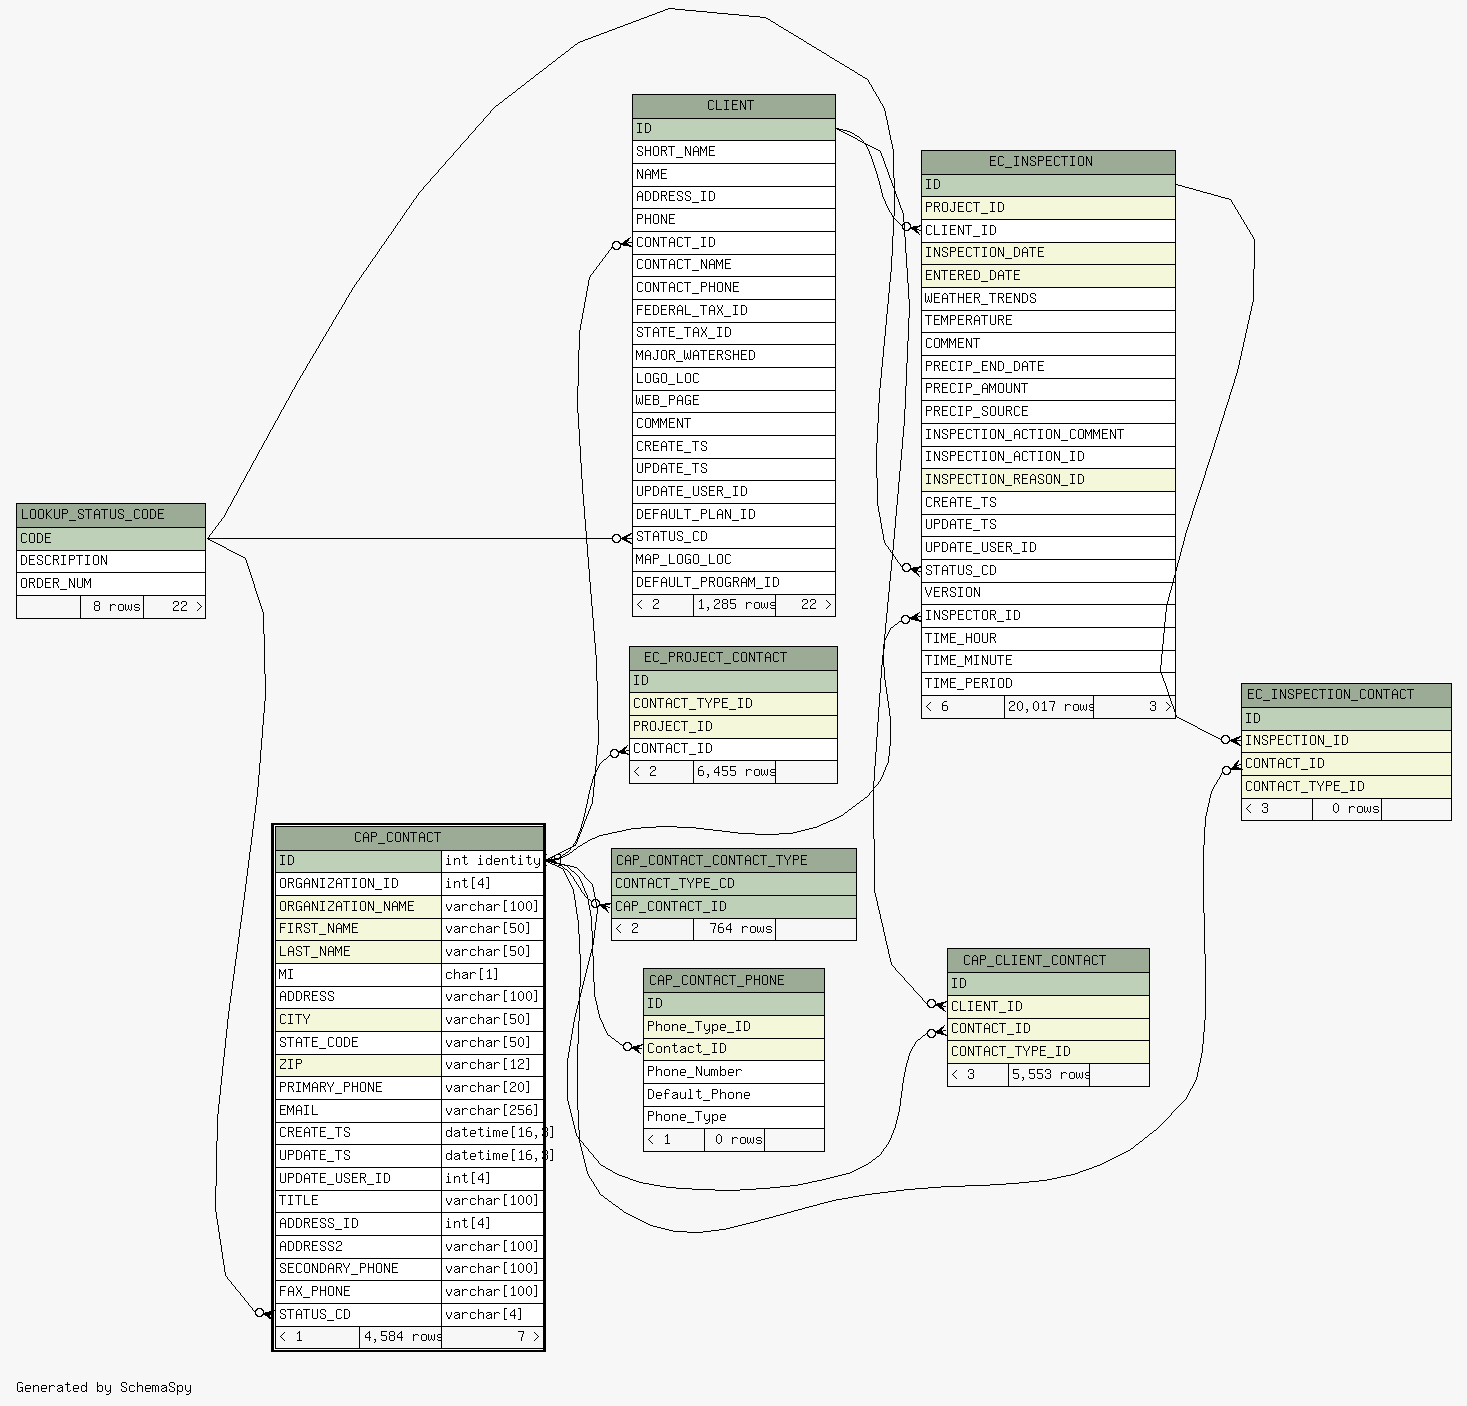 CLIENT
ID
SHORT_NAME
NAME
ADDRESS_ID
PHONE
CONTACT_ID
CONTACT_NAME
CONTACT_PHONE
FEDERAL_TAX_ID
STATE_TAX_ID
MAJOR_WATERSHED
LOGO_LOC
WEB_PAGE
COMMENT
CREATE_TS
UPDATE_TS
UPDATE_USER_ID
DEFAULT_PLAN_ID
STATUS_CD
MAP_LOGO_LOC
DEFAULT_PROGRAM_ID
< 2 1,285 rows 22 >
EC_INSPECTION
ID
PROJECT_ID
CLIENT_ID
INSPECTION_DATE
ENTERED_DATE
WEATHER_TRENDS
TEMPERATURE
COMMENT
PRECIP_END_DATE
PRECIP_AMOUNT
PRECIP_SOURCE
INSPECTION_ACTION_COMMENT
INSPECTION_ACTION_ID
INSPECTION_REASON_ID
CREATE_TS
UPDATE_TS
UPDATE_USER_ID
STATUS_CD
VERSION
INSPECTOR_ID
TIME_HOUR
TIME_MINUTE
TIME_PERIOD
< 6 20,017 rows 3 >
LOOKUP_STATUS_CODE
CODE
DESCRIPTION
ORDER_NUM
8 rows 22 >
EC_PROJECT_CONTACT
ID
CONTACT_TYPE_ID
PROJECT_ID
CONTACT_ID
< 2 6,455 rows
EC_INSPECTION_CONTACT
ID
INSPECTION_ID
CONTACT_ID
CONTACT_TYPE_ID
< 3 0 rows
CAP_CONTACT
ID int identity
ORGANIZATION_ID int[4]
ORGANIZATION_NAME varchar[100]
FIRST_NAME varchar[50]
LAST_NAME varchar[50]
MI char[1]
ADDRESS varchar[100]
CITY varchar[50]
STATE_CODE varchar[50]
ZIP varchar[12]
PRIMARY_PHONE varchar[20]
EMAIL varchar[256]
CREATE_TS datetime[16,3]
UPDATE_TS datetime[16,3]
UPDATE_USER_ID int[4]
TITLE varchar[100]
ADDRESS_ID int[4]
ADDRESS2 varchar[100]
SECONDARY_PHONE varchar[100]
FAX_PHONE varchar[100]
STATUS_CD varchar[4]
< 1 4,584 rows 7 >
CAP_CONTACT_CONTACT_TYPE
CONTACT_TYPE_CD
CAP_CONTACT_ID
< 2 764 rows
CAP_CONTACT_PHONE
ID
Phone_Type_ID
Contact_ID
Phone_Number
Default_Phone
Phone_Type
< 1 0 rows
CAP_CLIENT_CONTACT
ID
CLIENT_ID
CONTACT_ID
CONTACT_TYPE_ID
< 3 5,553 rows
Generated by SchemaSpy